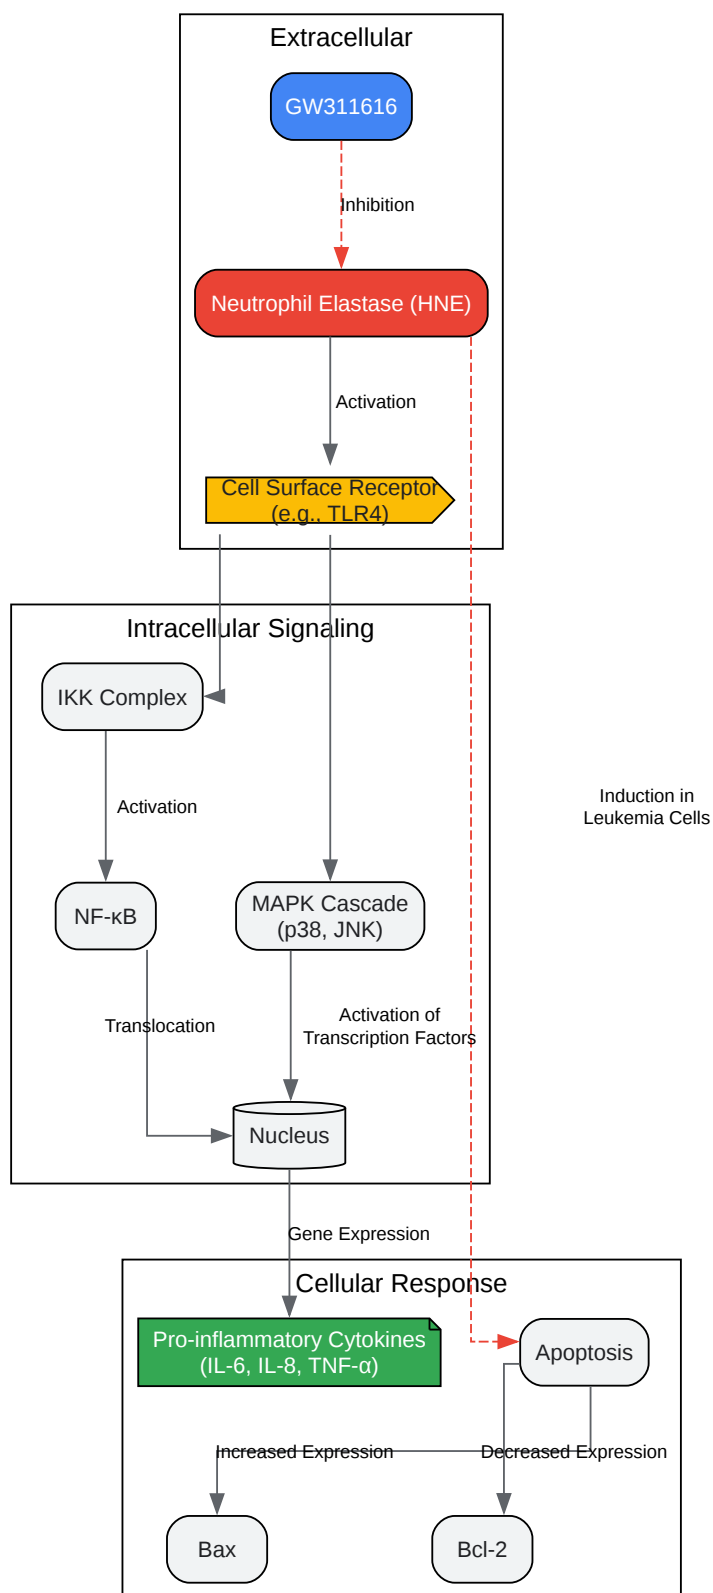 Extracellular
GW311616
Inhibition
Neutrophil Elastase (HNE)
Activation
Cell Surface Receptor
(e.g., TLR4)
Intracellular Signaling
IKK Complex
Induction in
Leukemia Cells
Activation
NF-κB
MAPK Cascade
(p38, JNK)
Translocation
Activation of
Transcription Factors
Nucleus
Gene Expression
Cellular Response
Pro-inflammatory Cytokines
(IL-6, IL-8, TNF-α)
Apoptosis
Increased Expression
Decreased Expression
Bax
Bcl-2